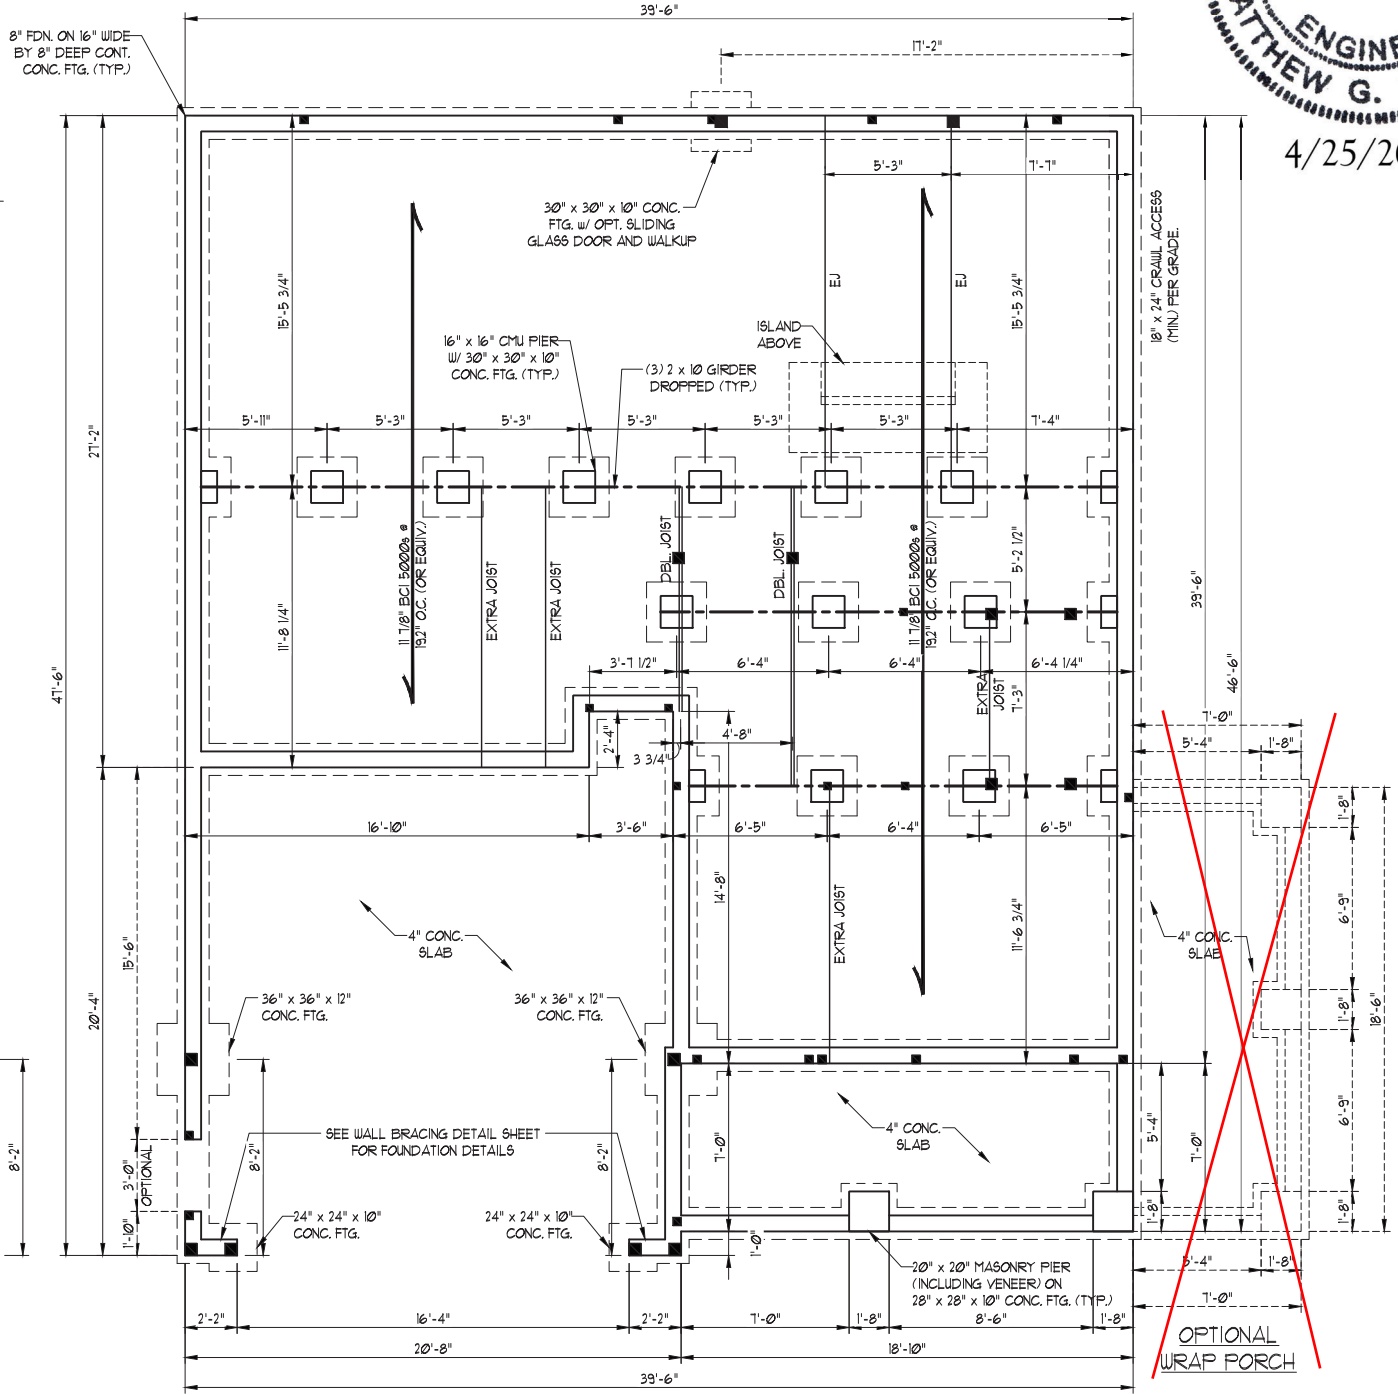 39'-6"
8" FDN. ON 16" WIDE
BY 8" DEEP CONT.
CONC. FTG. (TYP.)
17'-2"
ENGINE
ATTHEW G.
4/25/20
5'-3"
7'-7"
30" x 30" x 10" CONC.
FTG. w/ OPT. SLIDING
GLASS DOOR AND WALKUP
18" x 24" CRAWL ACCESS
(MIN.) PER GRADE.
15'-5 3/4"
EJ
EJ
15'-5 3/4"
16" x 16" CMU PIER
W/ 30" x 30" x 10"
CONC. FTG. (TYP.)
(3) 2 x 10 GIRDER
DROPPED (TYP.)
ISLAND
ABOVE
5'-11"
5'-3"
5'-3"
5'-3"
5'-3"
5'-3"
7'-4"
27'-2"
11 7/8" BCI 5000s @
19.2" O.C. (OR EQUIV.)
DBL. JOIST
DBL. JOIST
11 7/8" BCI 5000s @
19.2" O.C. (OR EQUIV.)
5'-2 1/2"
39'-6"
11'-8 1/4"
EXTRA JOIST
EXTRA JOIST
3'-7 1/2"
6'-4"
6'-4"
6'-4 1/4"
47'-6"
46'-6"
EXTRA
JOIST
7'-3"
2'-4"
3 3/4"
4'-8"
7'-0"
5'-4"
1'-8"
16'-10"
3'-6"
6'-5"
6'-4"
6'-5"
1'-8"
14'-8"
EXTRA JOIST
11'-6 3/4"
6'-9"
15'-6"
4" CONC.
SLAB
4" CONC.
SLAB
20'-4"
36" x 36" x 12"
CONC. FTG.
36" x 36" x 12"
CONC. FTG.
1'-8"
18'-6"
8'-2"
8'-2"
SEE WALL BRACING DETAIL SHEET
FOR FOUNDATION DETAILS
8'-2"
7'-0"
4" CONC.
SLAB
5'-4"
7'-0"
6'-9"
3'-0"
OPTIONAL
1'-10"
24" x 24" x 10"
CONC. FTG.
24" x 24" x 10"
CONC. FTG.
1'-0"
1'-8"
1'-8"
20" x 20" MASONRY PIER
(INCLUDING VENEER) ON
28" x 28" x 10" CONC. FTG. (TYP.)
5'-4"
1'-8"
7'-0"
2'-2"
16'-4"
2'-2"
7'-0"
1'-8"
8'-6"
1'-8"
OPTIONAL
WRAP PORCH
20'-8"
18'-10"
39'-6"